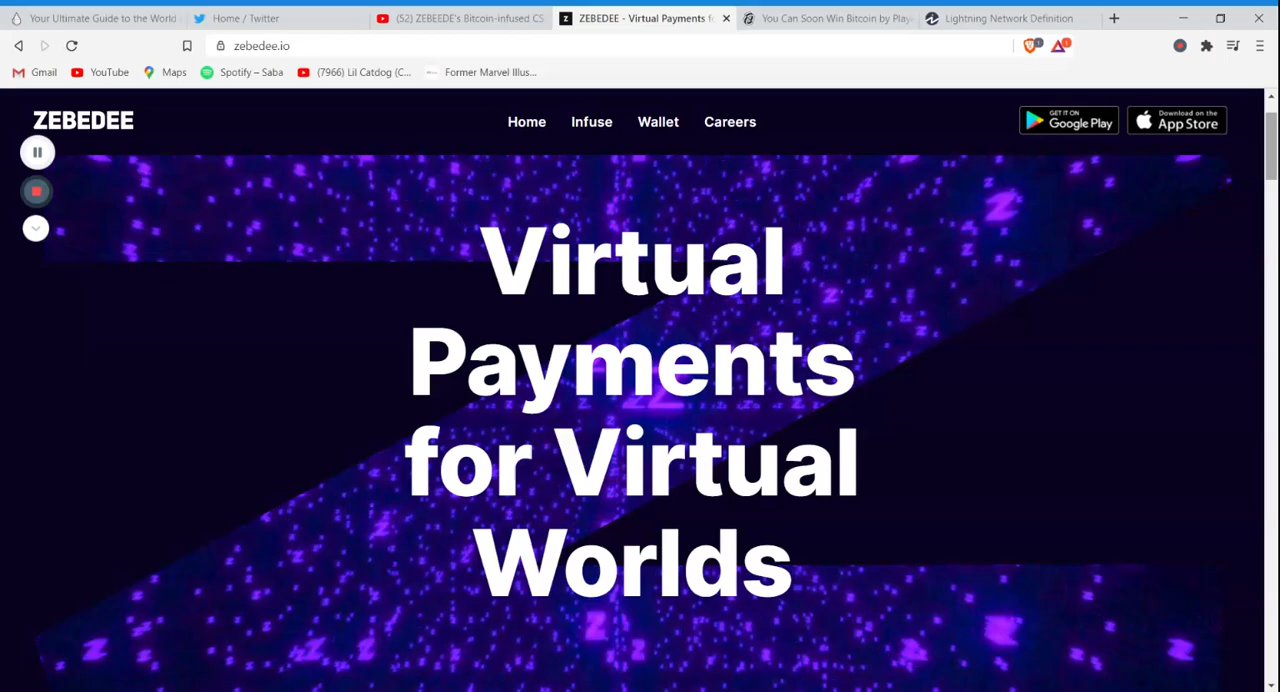 Your Ultimate Guide to the World
Home / Twitter
(52) ZEBEEDE's Bitcoin-infused CS
z
ZEBEDEE - Virtual Payments f
You Can Soon Win Bitcoin by Play
Lightning Network Definition
zebedee.io
1
1
Gmail
YouTube
Maps
Spotify – Saba
(7966) Lil Catdog (C...
Former Marvel Illus...
ZEBEDEE
Home
Infuse
Wallet
Careers
GET IT ON
Google Play
Download on the
App Store
Virtual
Payments
for Virtual
Worlds